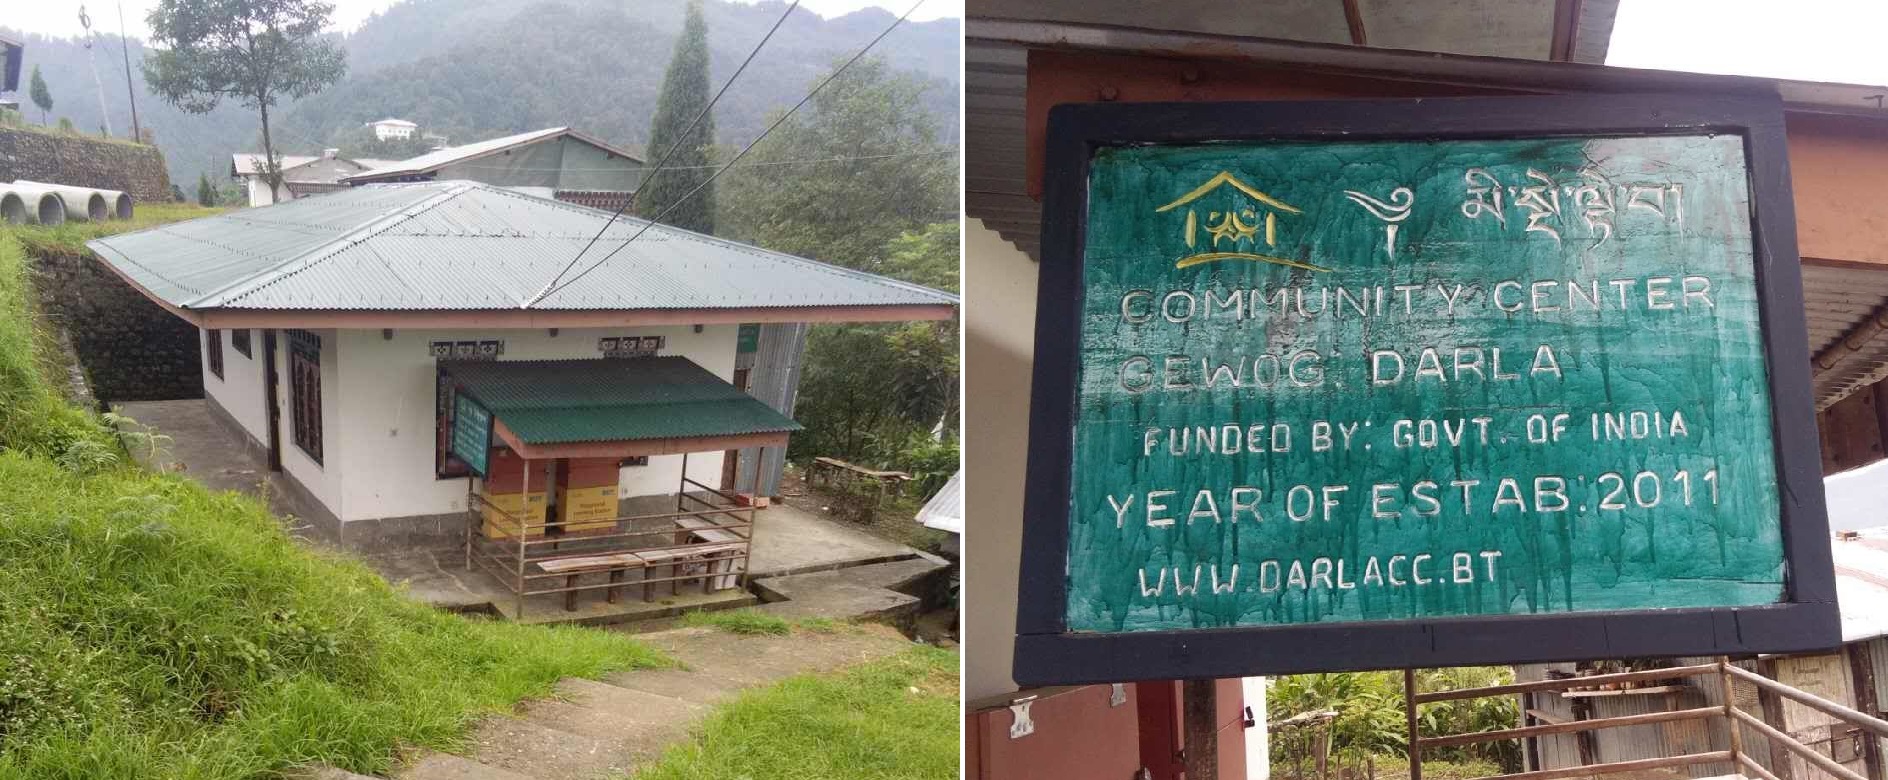 ༄ མི་སྡེ་ལྟེ་བ།
COMMUNITY CENTER
GEWOG: DARLA
FUNDED BY: GOVT. OF INDIA
YEAR OF ESTAB: 2011
WWW.DARLACC.BT